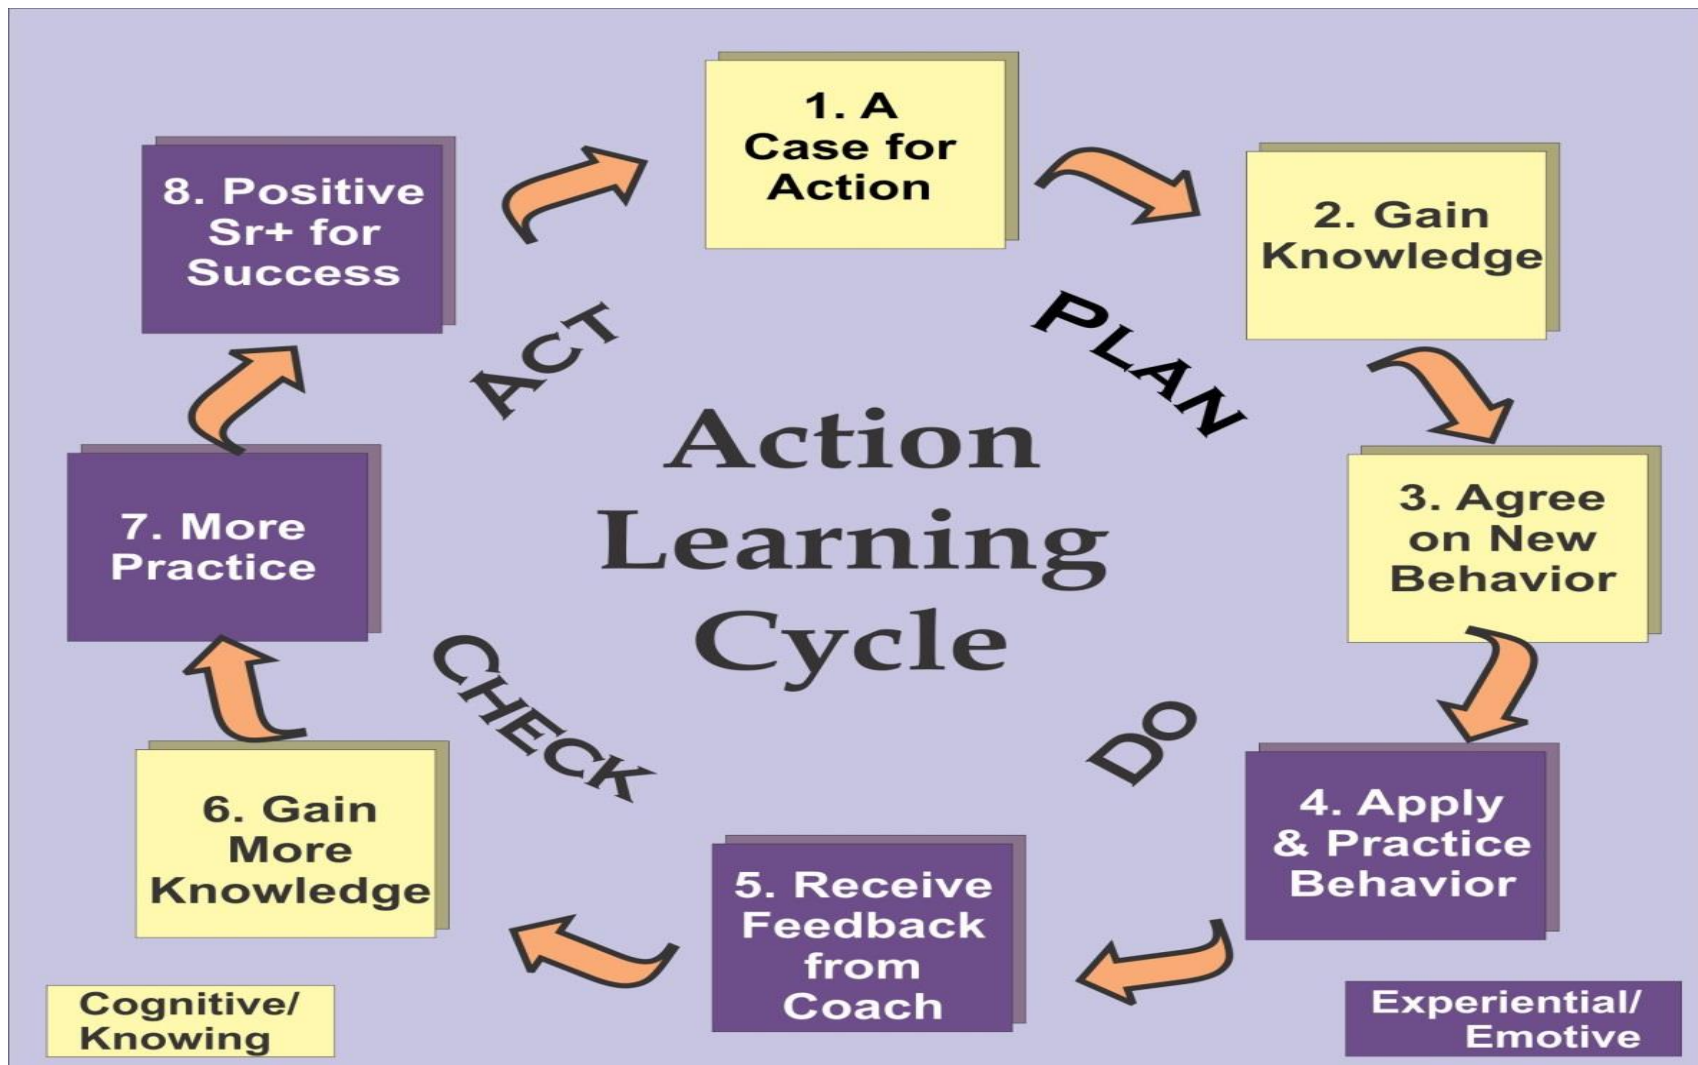 1. A
Case for
Action
2. Gain
Knowledge
3. Agree
on New
Behavior
4. Apply
& Practice
Behavior
5. Receive
Feedback
from
Coach
6. Gain
More
Knowledge
7. More
Practice
8. Positive
Sr+ for
Success
PLAN
DO
CHECK
ACT
Action
Learning
Cycle
Cognitive/
Knowing
Experiential/
Emotive